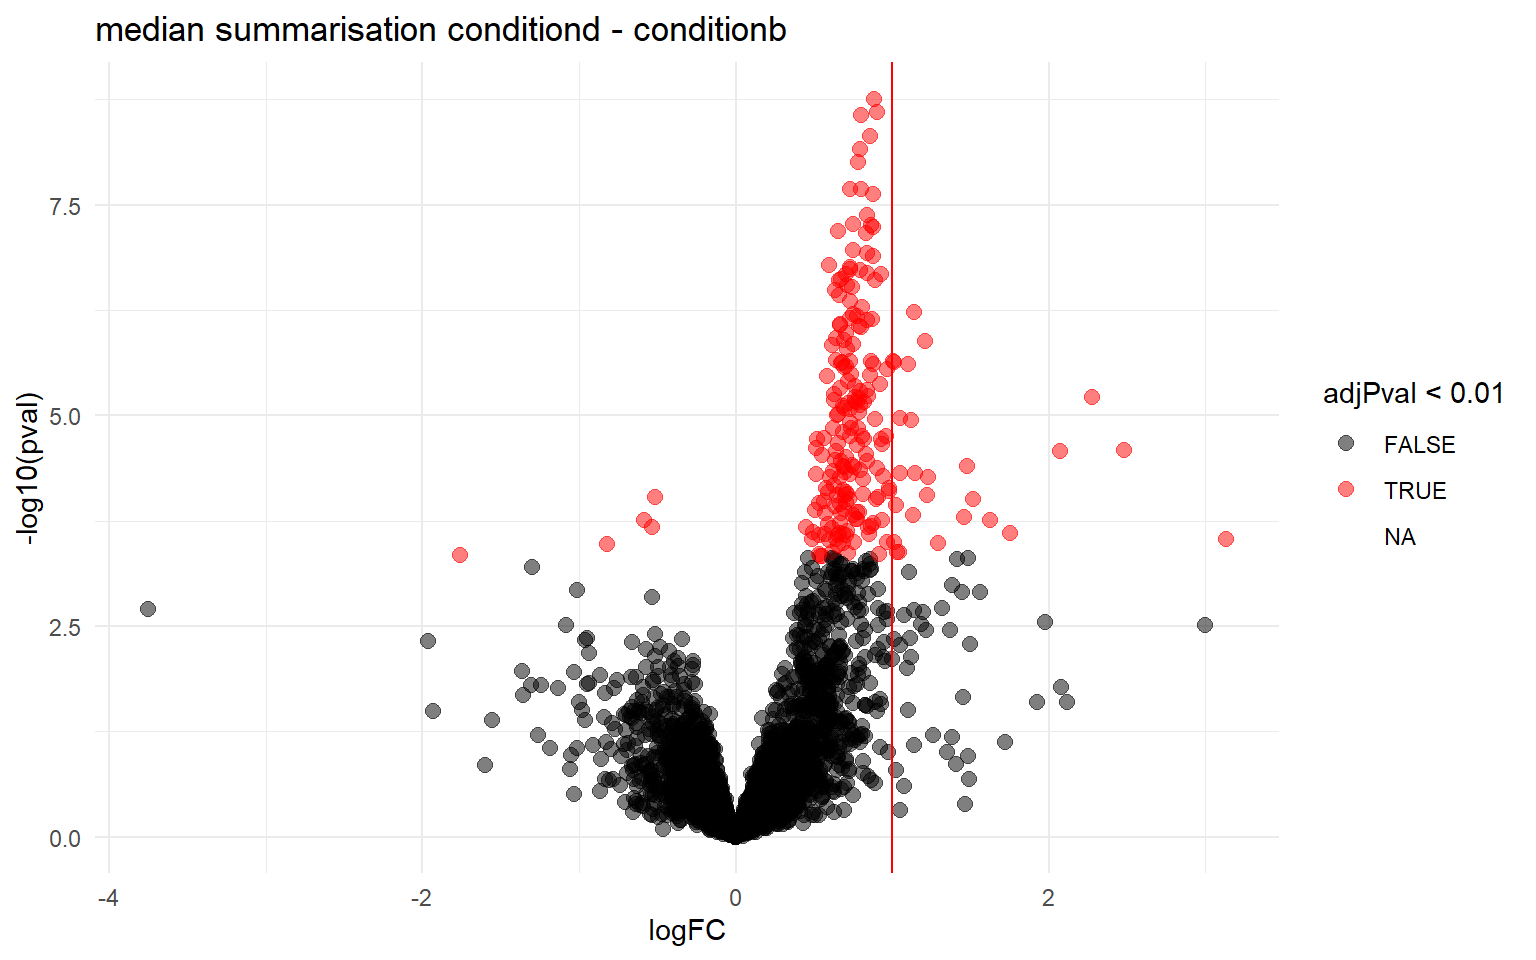 median summarisation conditiond - conditionb
7.5
5.0
2.5
0.0
-log10(pval)
-4
-2
0
2
logFC
adjPval < 0.01
FALSE
TRUE
NA